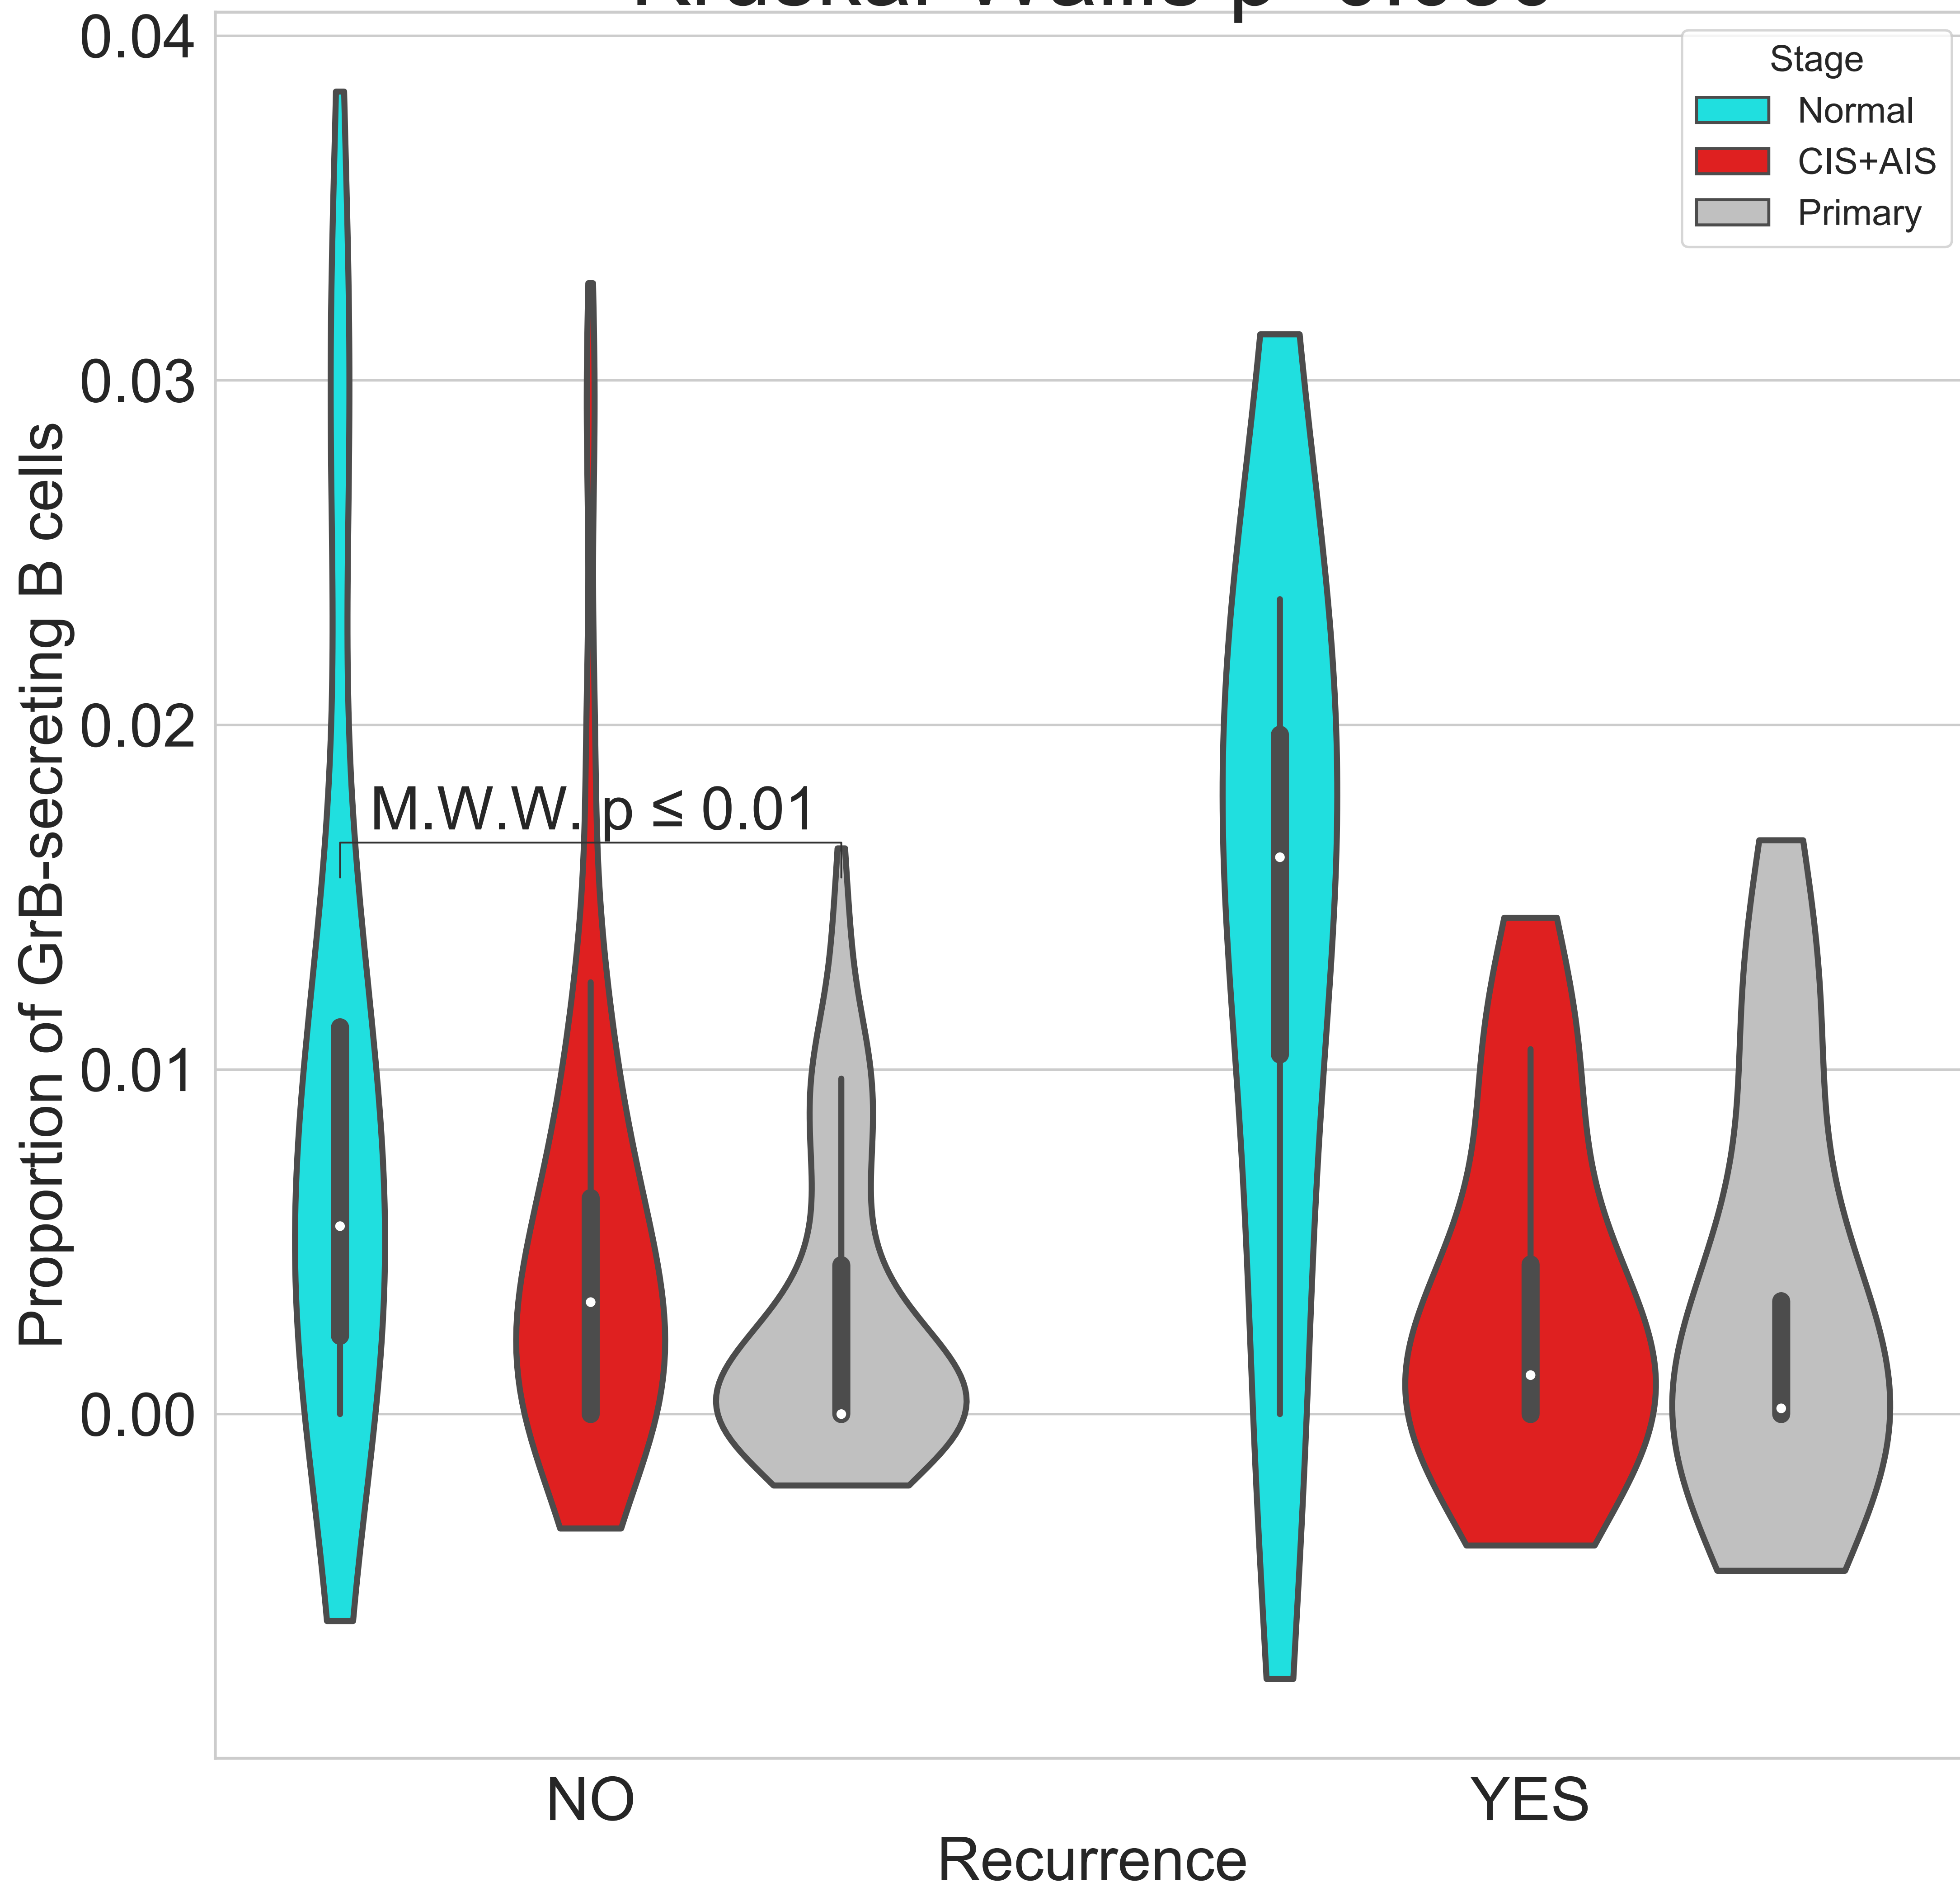 0.04
0.03
0.02
0.01
0.00
Proportion of GrB-secreting B cells
Stage
Normal
CIS+AIS
Primary
M.W.W. p ≤ 0.01
NO
YES
Recurrence